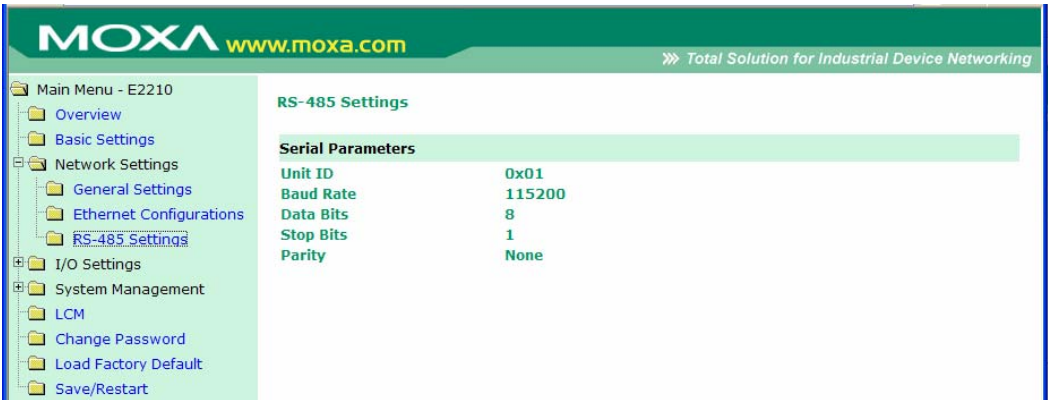 MOXA www.moxa.com
Total Solution for Industrial Device Networking
Main Menu - E2210
Overview
Basic Settings
Network Settings
General Settings
Ethernet Configurations
RS-485 Settings
I/O Settings
System Management
LCM
Change Password
Load Factory Default
Save/Restart
RS-485 Settings
Serial Parameters
Unit ID 0x01
Baud Rate 115200
Data Bits 8
Stop Bits 1
Parity None